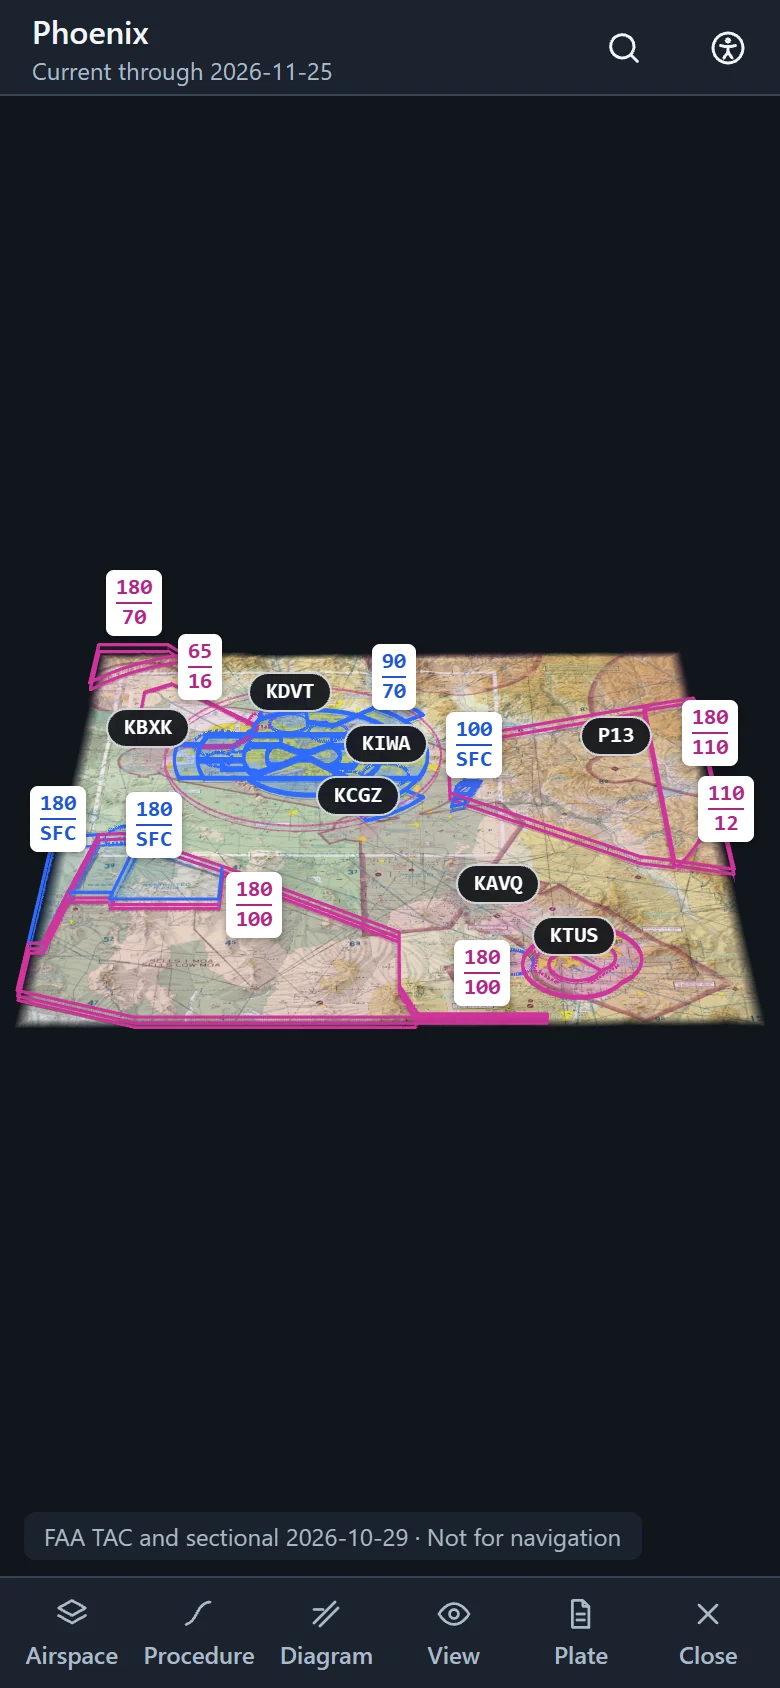 Phoenix
Current through 2026-11-25
180
70
65
16
90
70
KDVT
KBXK
KIWA
100
SFC
P13
180
110
KCGZ
110
12
180
SFC
180
SFC
180
100
KAVQ
KTUS
180
100
FAA TAC and sectional 2026-10-29 · Not for navigation
Airspace
Procedure
Diagram
View
Plate
Close